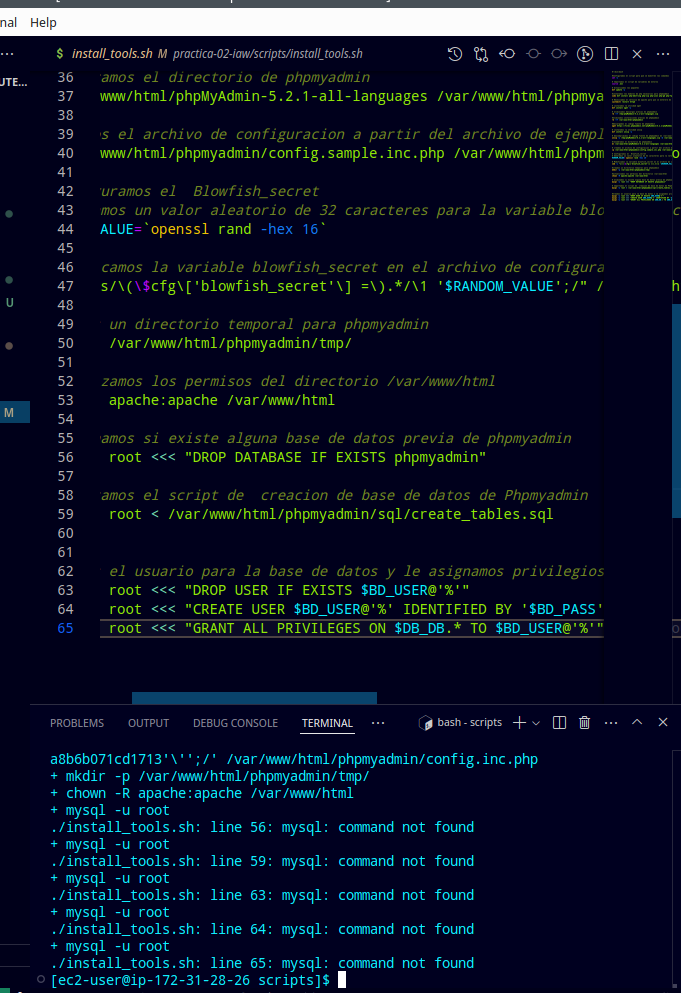 nal Help
$ install_tools.sh M practica-02-iaw/scripts/install_tools.sh
UTE...
36 amos el directorio de phpmyadmin
37 www/html/phpMyAdmin-5.2.1-all-languages /var/www/html/phpmya
38
39 s el archivo de configuracion apartir del archivo de ejempl
40 www/html/phpmyadmin/config.sample.inc.php /var/www/html/phpm
41
42 uramos el  Blowfish_secret
43 mos un valor aleatorio de 32 caracteres para la variable blo
44 ALUE=`openssl rand -hex 16`
45
46 camos la variable blowfish_secret en el archivo de configura
47 s/\(\$cfg\['blowfish_secret'\] =\).*/\1 '$RANDOM_VALUE';/" /
U
48
49 un directorio temporal para phpmyadmin
50 /var/www/html/phpmyadmin/tmp/
51
52 zamos los permisos del directorio /var/www/html
53 apache:apache /var/www/html
M
54
55 amos si existe alguna base de datos previa de phpmyadmin
56 root <<< "DROP DATABASE IF EXISTS phpmyadmin"
57
58 amos el script de  creacion de base de datos de Phpmyadmin
59 root < /var/www/html/phpmyadmin/sql/create_tables.sql
60
61
62 el usuario para la base de datos y le asignamos privilegios
63 root <<< "DROP USER IF EXISTS $BD_USER@'%'"
64 root <<< "CREATE USER $BD_USER@'%' IDENTIFIED BY '$BD_PASS'
65 root <<< "GRANT ALL PRIVILEGES ON $DB_DB.* TO $BD_USER@'%'"
PROBLEMS OUTPUT DEBUG CONSOLE TERMINAL ... bash - scripts
a8b6b071cd1713'\'';/' /var/www/html/phpmyadmin/config.inc.php
+ mkdir -p /var/www/html/phpmyadmin/tmp/
+ chown -R apache:apache /var/www/html
+ mysql -u root
./install_tools.sh: line 56: mysql: command not found
+ mysql -u root
./install_tools.sh: line 59: mysql: command not found
+ mysql -u root
./install_tools.sh: line 63: mysql: command not found
+ mysql -u root
./install_tools.sh: line 64: mysql: command not found
+ mysql -u root
./install_tools.sh: line 65: mysql: command not found
[ec2-user@ip-172-31-28-26 scripts]$